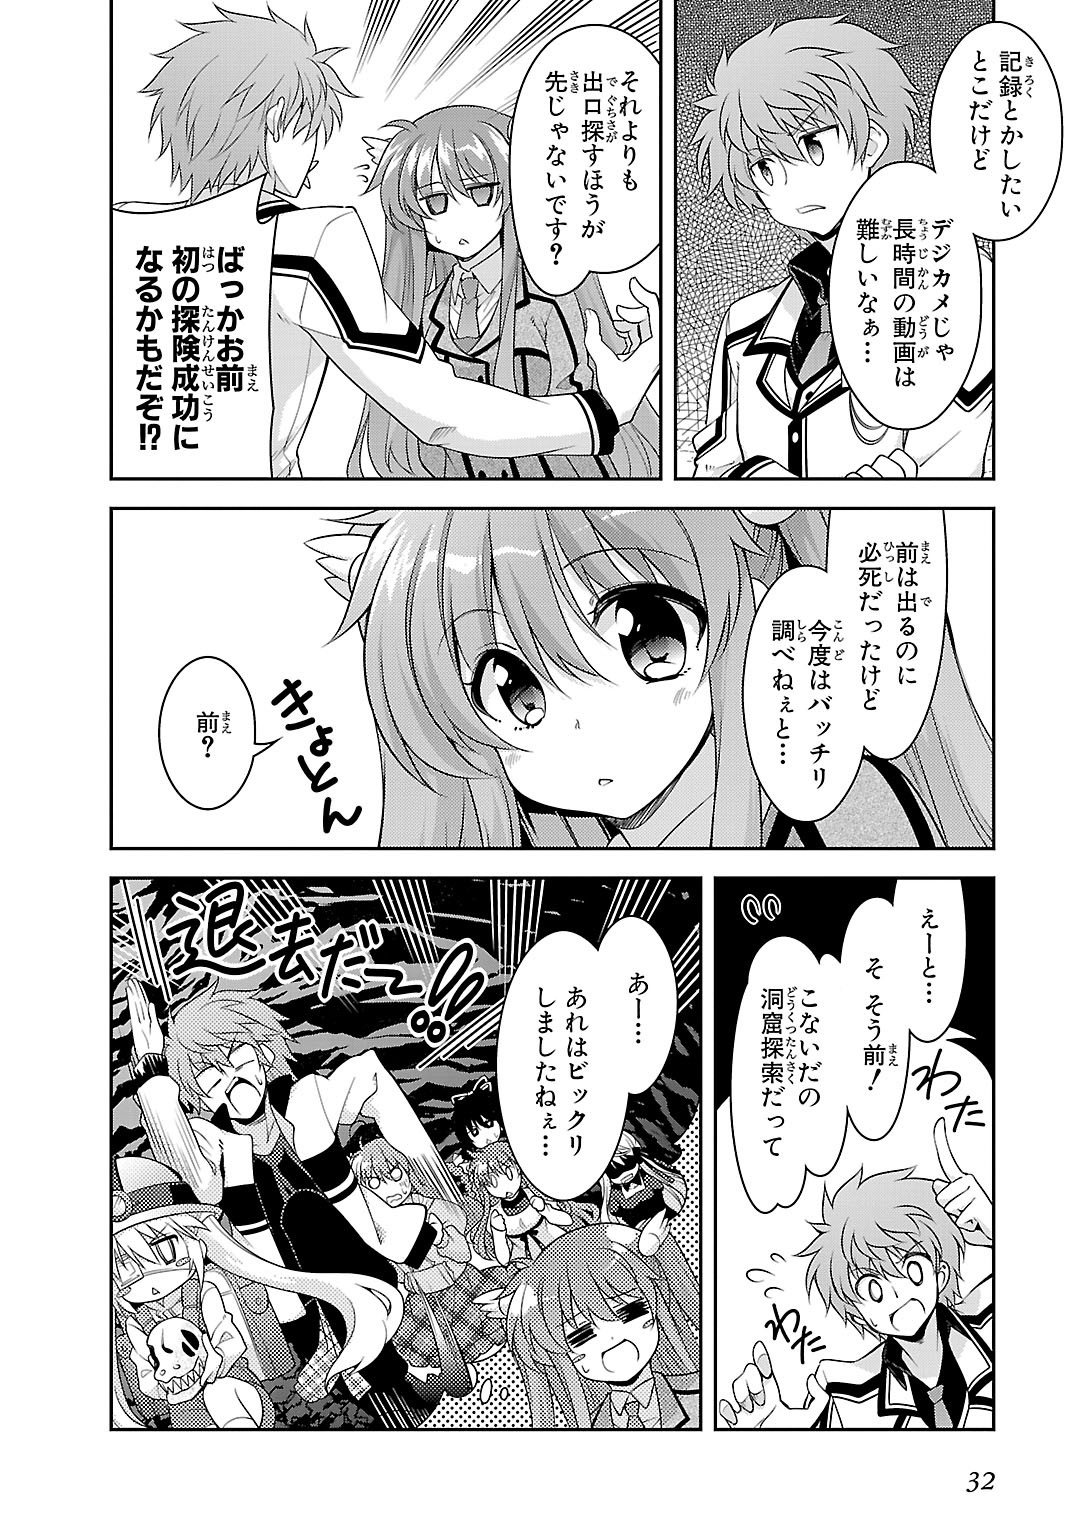 記録とかしたい
とこだけど
デジカメじゃ
長時間の動画は
難しいなぁ…
それよりも
出口探すほうが
先じゃないです?
ばっかお前
初の探険成功に
なるかもだぞ!?
前は出るのに
必死だったけど
今度はバッチリ
調べねぇと…
きょとん
前?
えーと…
そ そう前!
こないだの
洞窟探索だって
わた
わた
あー…
あれはビックリ
しましたねぇ…
退去だて!!
32